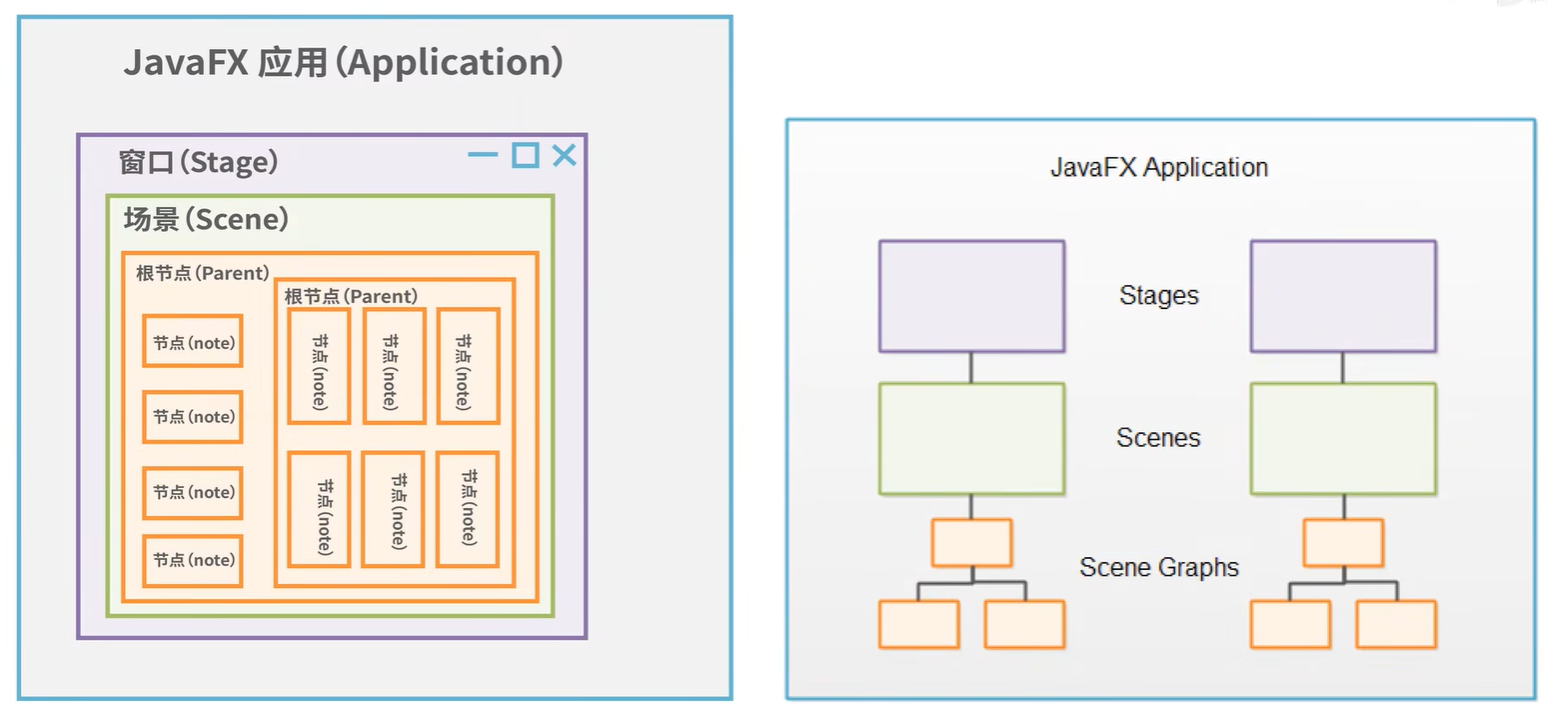 JavaFX 应用（Application）
窗口（Stage）
场景（Scene）
根节点（Parent）
根节点（Parent）
节点（note）
节点（note）
节点（note）
节点（note）
节点（note）
节点（note）
节点（note）
节点（note）
节点（note）
节点（note）
JavaFX Application
Stages
Scenes
Scene Graphs